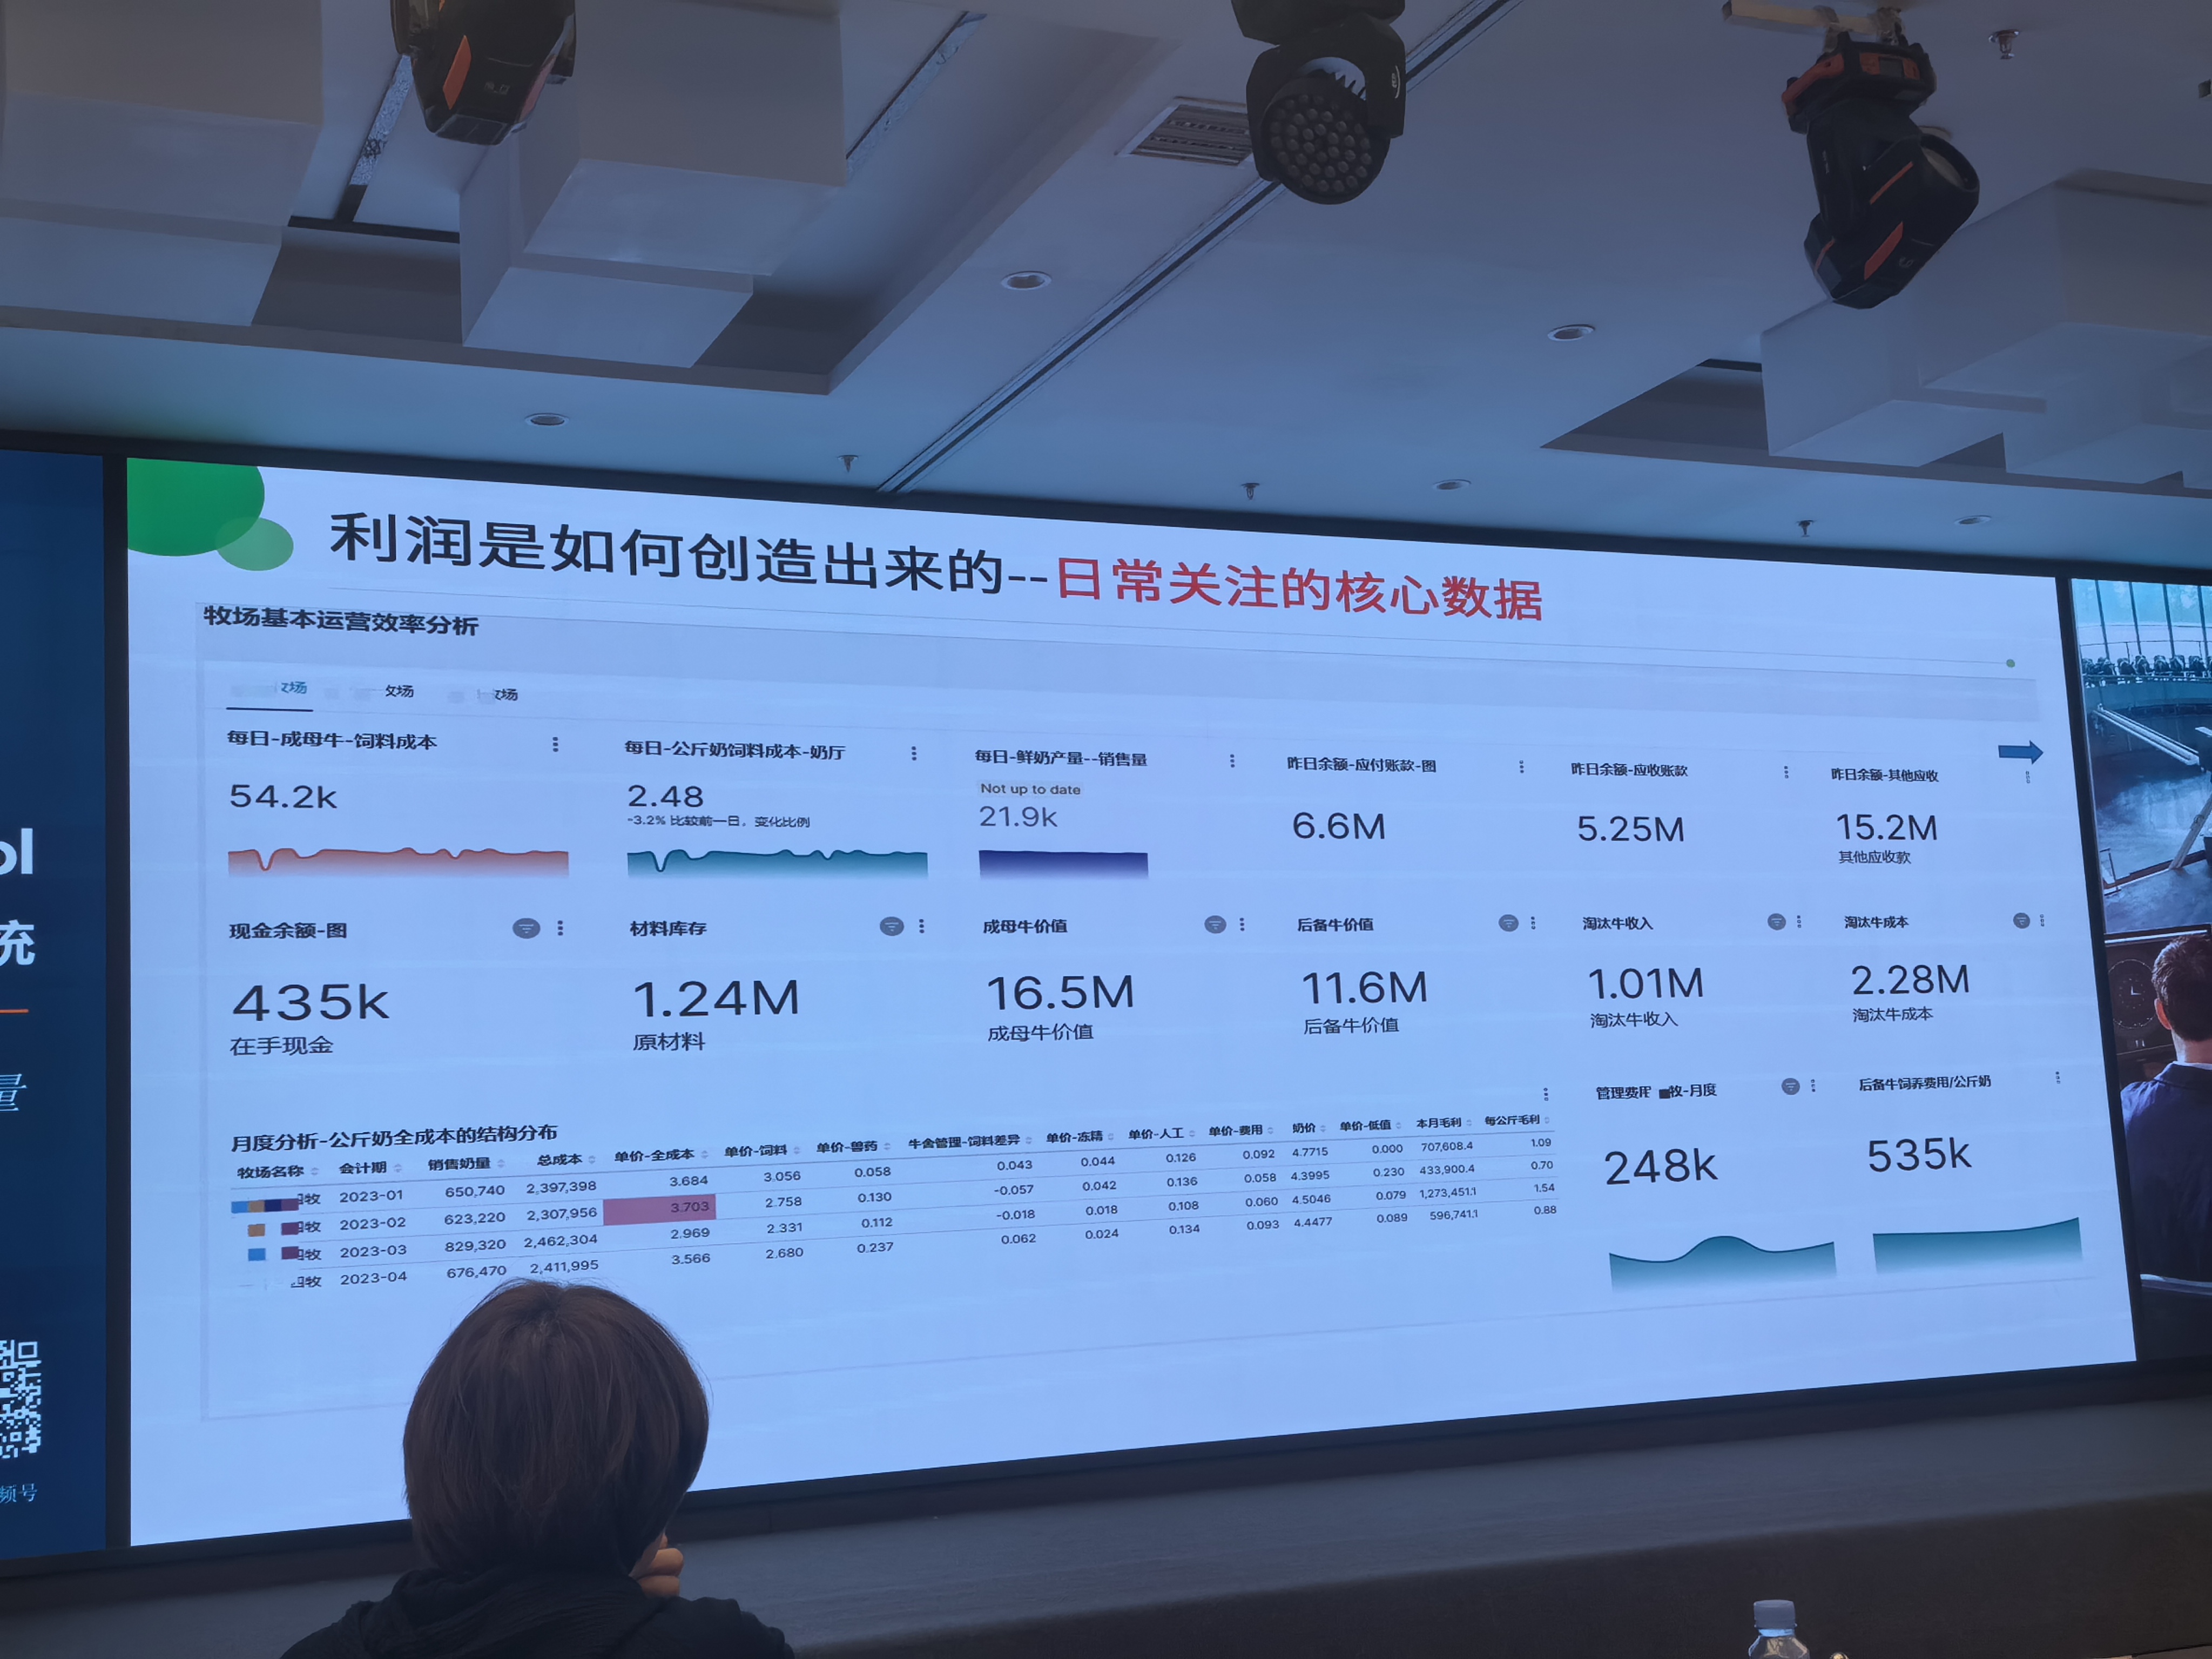 利润是如何创造出来的--日常关注的核心数据
牧场基本运营效率分析
牧场 牧场 牧场
每日-成母牛-饲料成本
54.2k
每日-公斤奶饲料成本-奶厅
2.48
-3.2% 比较前一日，变化比例
每日-鲜奶产量--销售量
Not up to date
21.9k
昨日余额-应付账款-图
6.6M
昨日余额-应收账款
5.25M
昨日余额-其他应收
15.2M
其他应收款
现金余额-图
435k
在手现金
材料库存
1.24M
原材料
成母牛价值
16.5M
成母牛价值
后备牛价值
11.6M
后备牛价值
淘汰牛收入
1.01M
淘汰牛收入
淘汰牛成本
2.28M
淘汰牛成本
月度分析-公斤奶全成本的结构分布
牧场名称 会计期 销售奶量 总成本 单价-全成本 单价-饲料 单价-兽药 牛舍管理-饲料差异 单价-冻精 单价-人工 单价-费用 奶价 单价-低值 本月毛利 每公斤毛利
牧 2023-01 650,740 2,397,398 3.684 3.056 0.058 0.043 0.044 0.126 0.092 4.7715 0.000 707,608.4 1.09
牧 2023-02 623,220 2,307,956 3.703 2.758 0.130 -0.057 0.042 0.136 0.058 4.3995 0.230 433,900.4 0.70
牧 2023-03 829,320 2,462,304 2.969 2.331 0.112 -0.018 0.018 0.108 0.060 4.5046 0.079 1,273,451.1 1.54
牧 2023-04 676,470 2,411,995 3.566 2.680 0.237 0.062 0.024 0.134 0.093 4.4477 0.089 596,741.1 0.88
管理费用 牧-月度
248k
后备牛饲养费用/公斤奶
535k
ol
统
量
频号